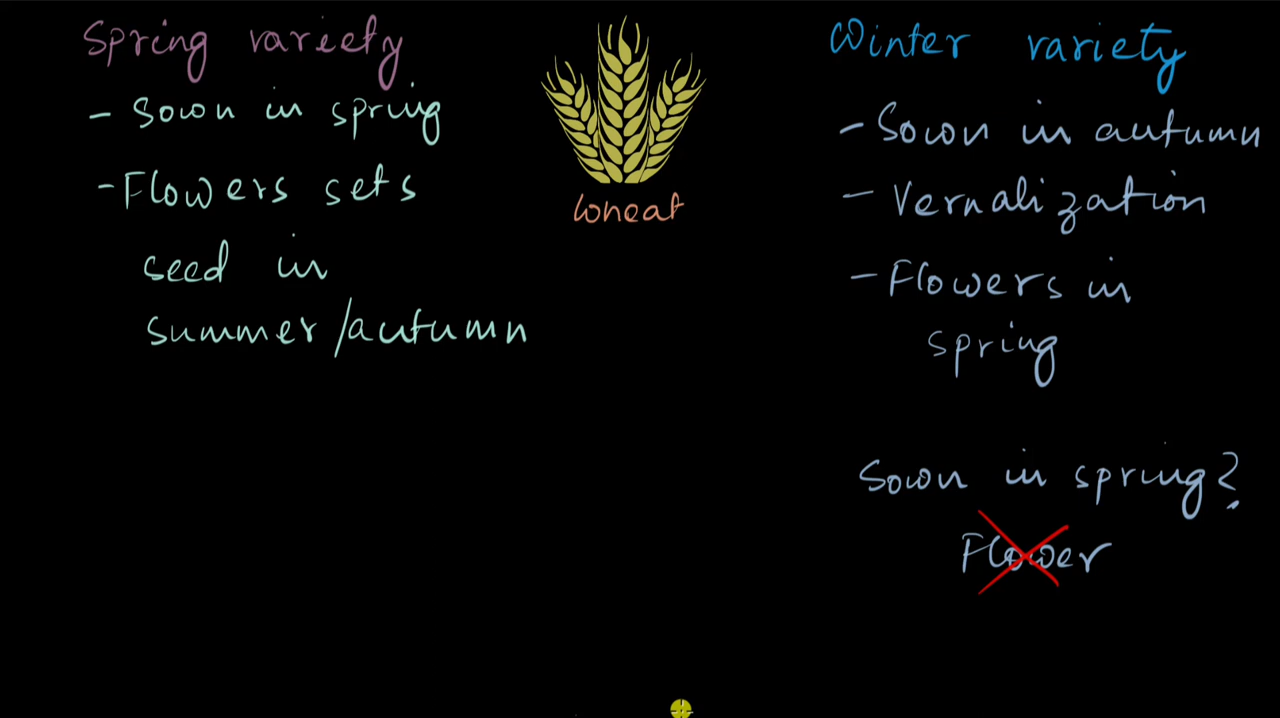 Spring variety
- Sown in spring
- Flowers sets
seed in
summer/autumn
Wheat
Winter variety
- Sown in autumn
- Vernalization
- Flowers in
spring
Sown in spring?
Flower